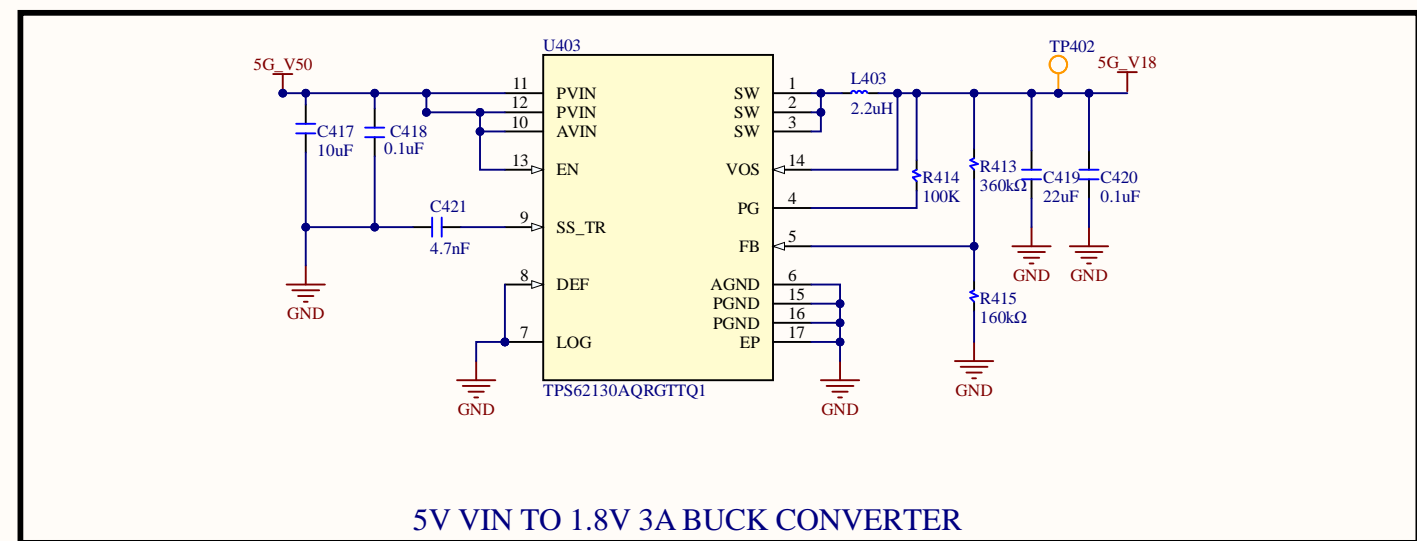 U403
TP402
5G_V50
5G_V18
11 PVIN
12 PVIN
10 AVIN
13 EN
9 SS_TR
8 DEF
7 LOG
SW 1
SW 2
SW 3
VOS 14
PG 4
FB 5
AGND 6
PGND 15
PGND 16
EP 17
L403
2.2uH
C417
10uF
C418
0.1uF
C421
4.7nF
R414
100K
R413
360kΩ
C419
22uF
C420
0.1uF
R415
160kΩ
GND
GND
GND
GND
GND
GND
TPS62130AQRGTTQ1
5V VIN TO 1.8V 3A BUCK CONVERTER